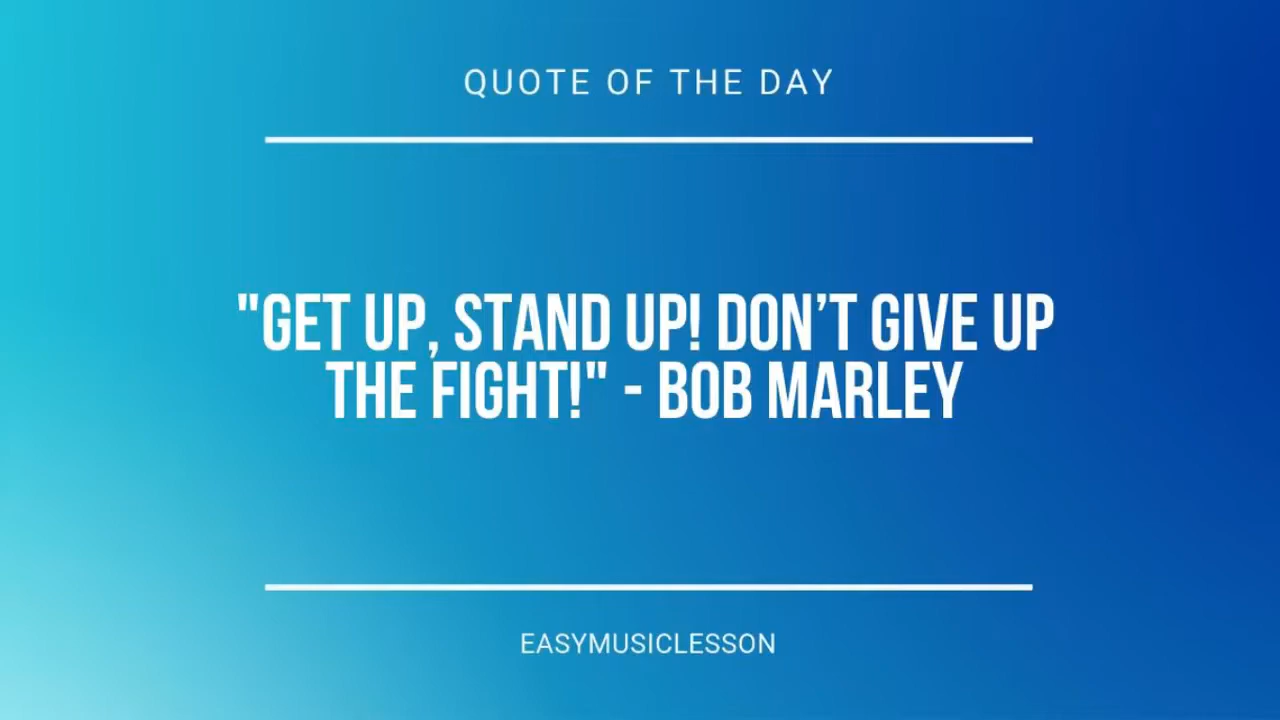 QUOTE OF THE DAY
"GET UP, STAND UP! DON’T GIVE UP
THE FIGHT!" - BOB MARLEY
EASYMUSICLESSON